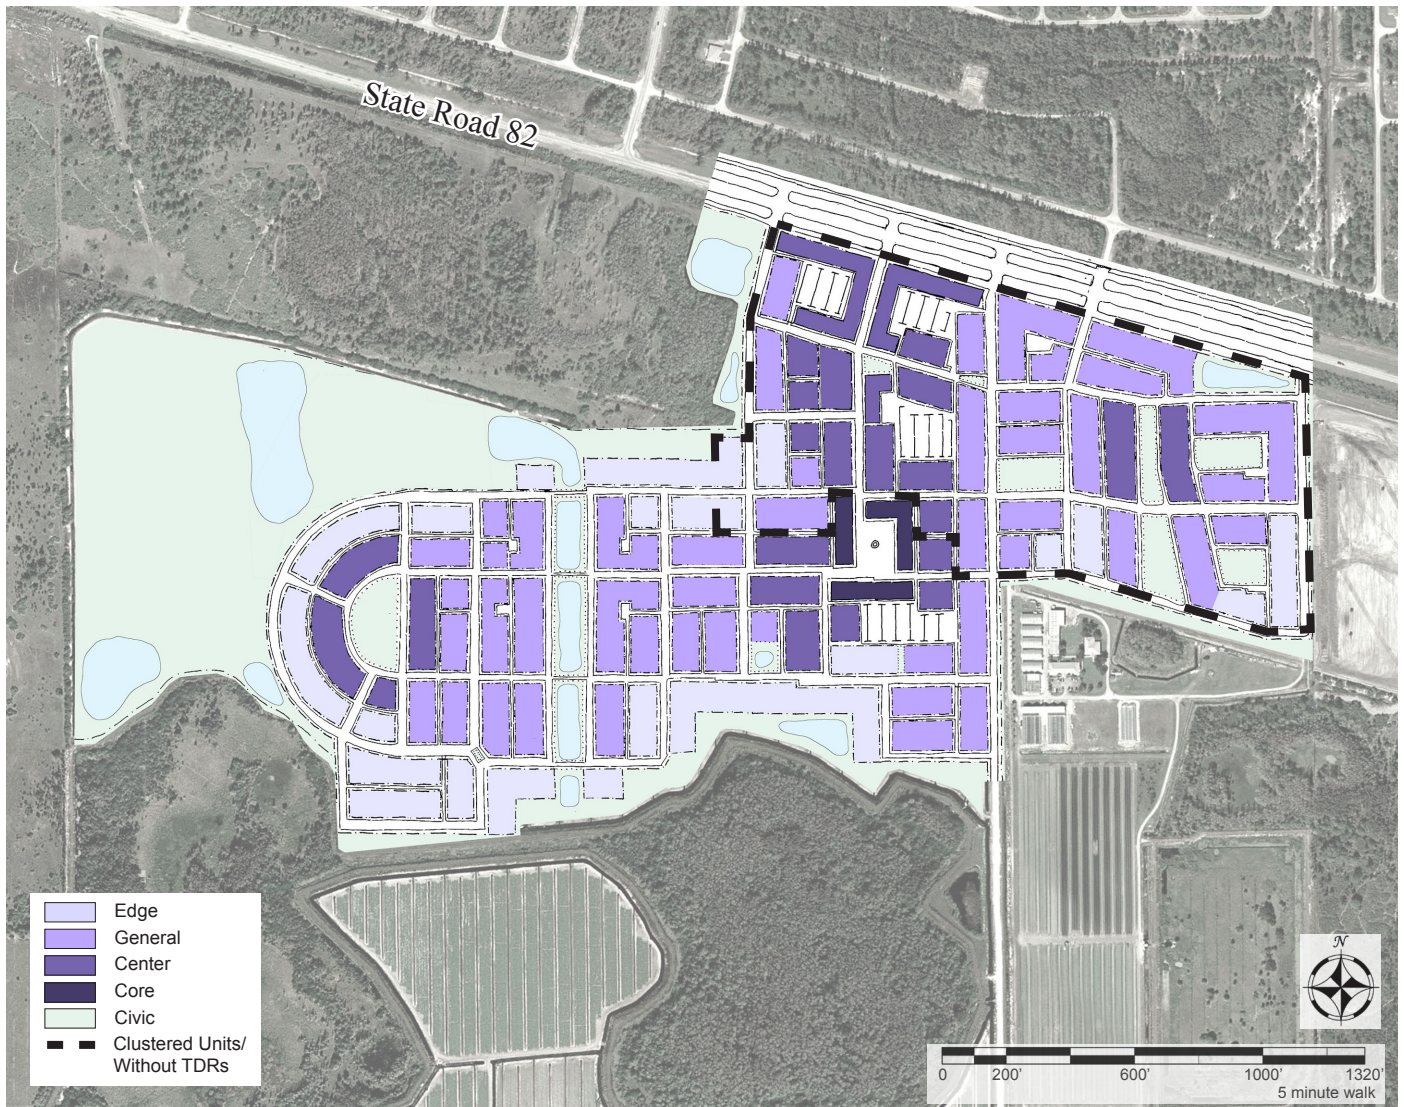 State Road 82
Edge
General
Center
Core
Civic
Clustered Units/
Without TDRs
N
0 200' 600' 1000' 1320'
5 minute walk